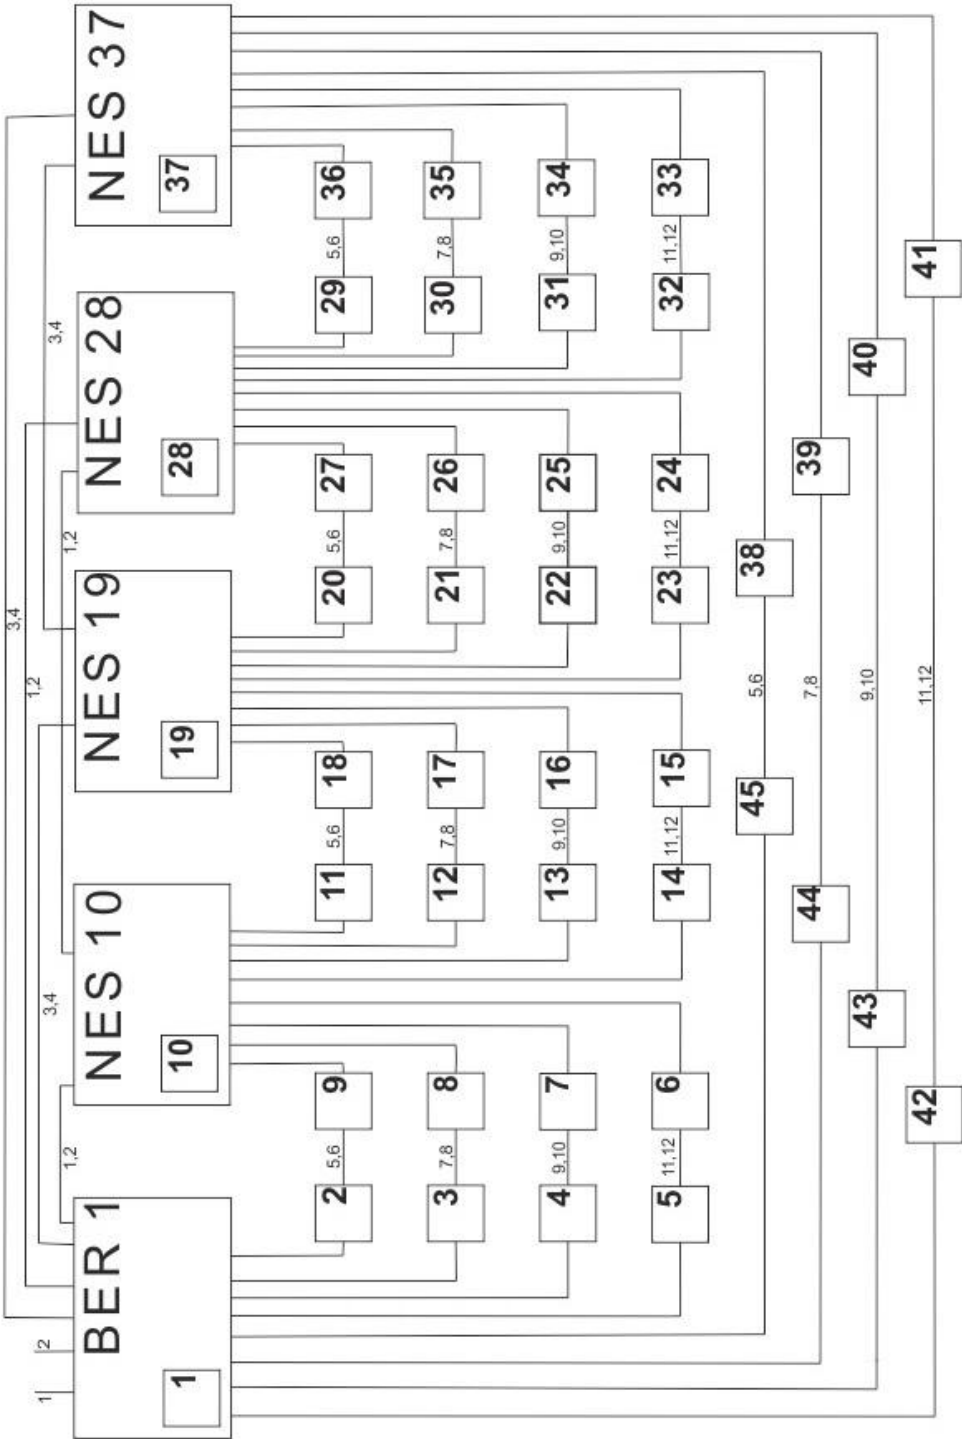 3,4
1,2
1 2 3,4 3,4
1,2 1,2
BER 1 NES 10 NES 19 NES 28 NES 37
1 10 19 28 37
2 5,6 9 11 5,6 18 20 5,6 27 29 5,6 36
3 7,8 8 12 7,8 17 21 7,8 26 30 7,8 35
4 9,10 7 13 9,10 16 22 9,10 25 31 9,10 34
5 11,12 6 14 11,12 15 23 11,12 24 32 11,12 33
45 5,6 38
44 7,8 39
43 9,10 40
42 11,12 41